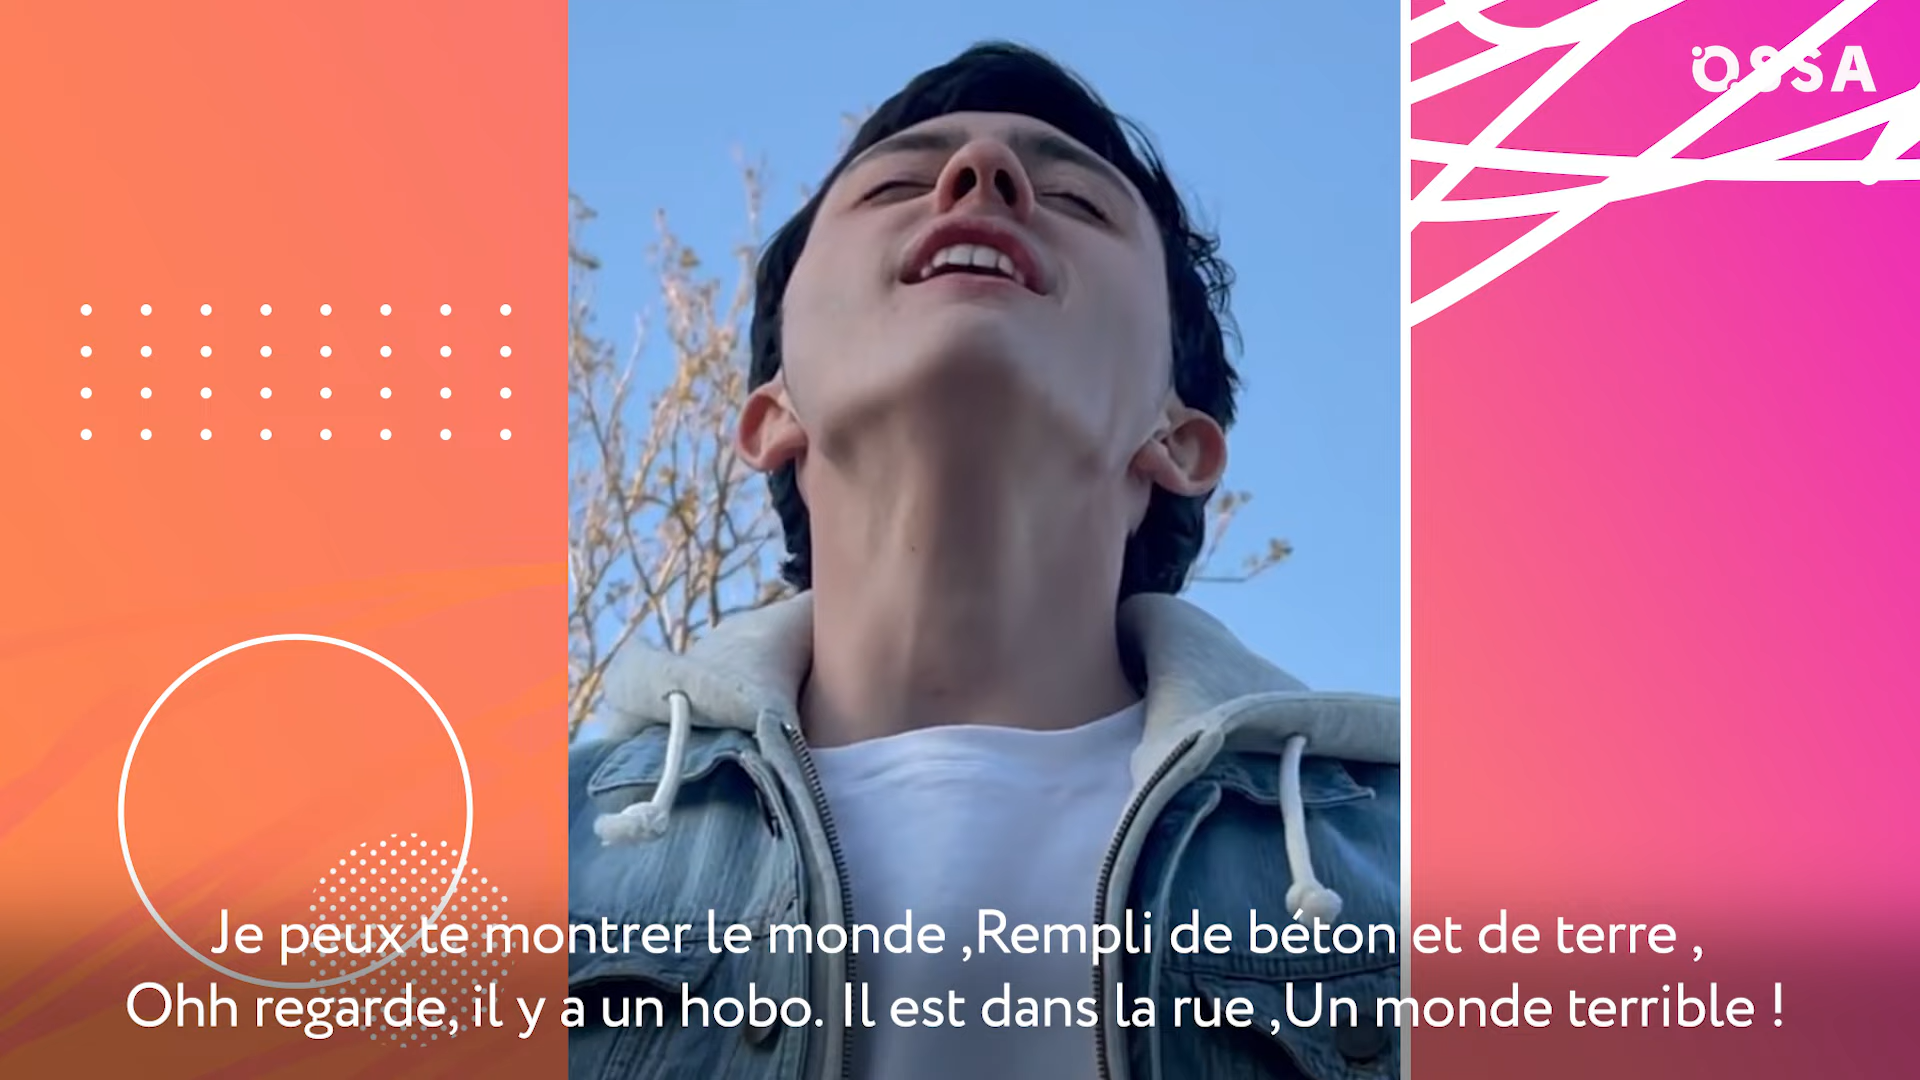 OSSA
Je peux te montrer le monde ,Rempli de béton et de terre ,
Ohh regarde, il y a un hobo. Il est dans la rue ,Un monde terrible !